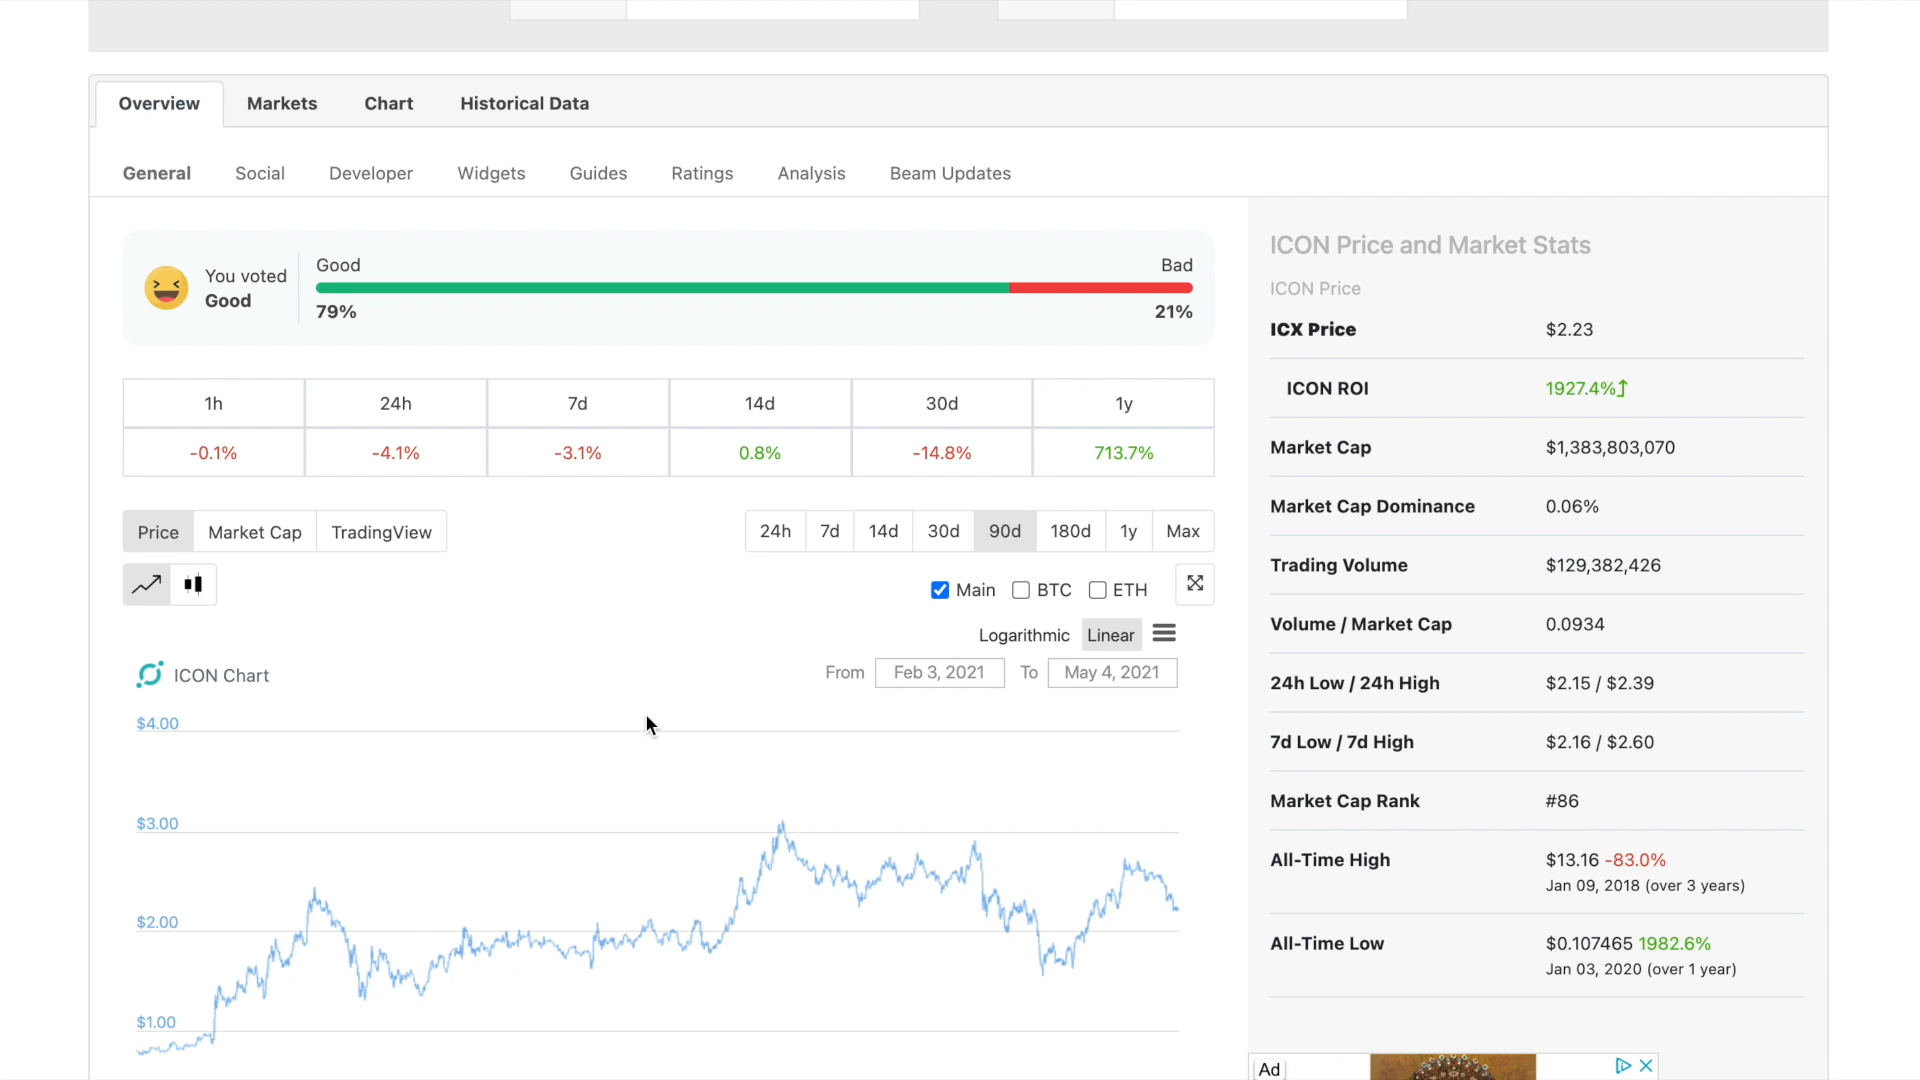 Overview Markets Chart Historical Data
General Social Developer Widgets Guides Ratings Analysis Beam Updates
You voted
Good
Good Bad
79% 21%
1h 24h 7d 14d 30d 1y
-0.1% -4.1% -3.1% 0.8% -14.8% 713.7%
Price Market Cap TradingView
24h 7d 14d 30d 90d 180d 1y Max
Main BTC ETH
Logarithmic Linear
ICON Chart
From Feb 3, 2021 To May 4, 2021
$4.00
$3.00
$2.00
$1.00
ICON Price and Market Stats
ICON Price
ICX Price $2.23
ICON ROI 1927.4%
Market Cap $1,383,803,070
Market Cap Dominance 0.06%
Trading Volume $129,382,426
Volume / Market Cap 0.0934
24h Low / 24h High $2.15 / $2.39
7d Low / 7d High $2.16 / $2.60
Market Cap Rank #86
All-Time High $13.16 -83.0%
Jan 09, 2018 (over 3 years)
All-Time Low $0.107465 1982.6%
Jan 03, 2020 (over 1 year)
Ad